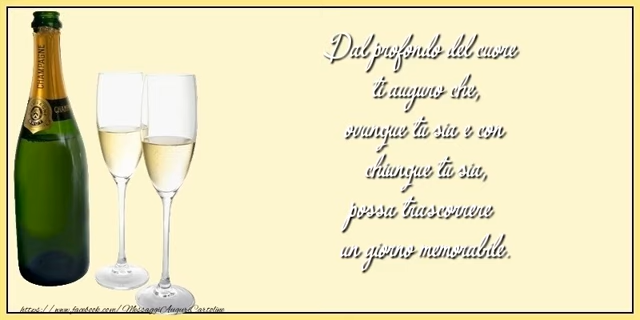 Dal profondo del cuore
ti auguro che,
ovunque tu sia e con
chiunque tu sia,
possa trascorrere
un giorno memorabile.
CHAMPAGNE
https://www.facebook.com/MessaggiAuguriCartoline